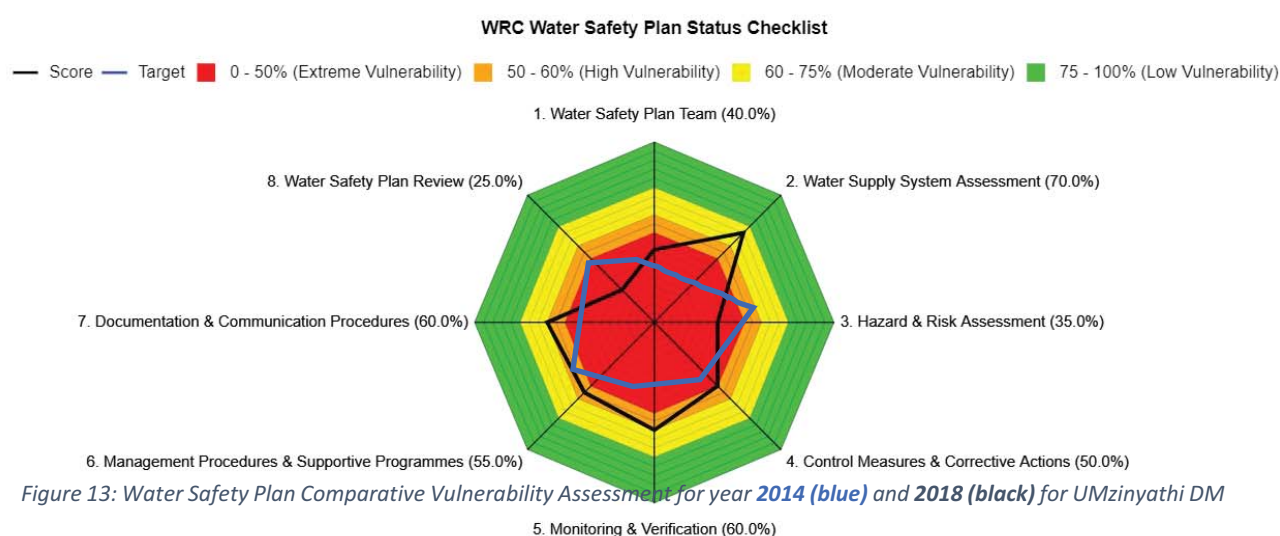 WRC Water Safety Plan Status Checklist
Score Target 0 - 50% (Extreme Vulnerability) 50 - 60% (High Vulnerability) 60 - 75% (Moderate Vulnerability) 75 - 100% (Low Vulnerability)
1. Water Safety Plan Team (40.0%)
8. Water Safety Plan Review (25.0%)
2. Water Supply System Assessment (70.0%)
7. Documentation & Communication Procedures (60.0%)
3. Hazard & Risk Assessment (35.0%)
6. Management Procedures & Supportive Programmes (55.0%)
4. Control Measures & Corrective Actions (50.0%)
Figure 13: Water Safety Plan Comparative Vulnerability Assessment for year 2014 (blue) and 2018 (black) for UMzinyathi DM
5. Monitoring & Verification (60.0%)